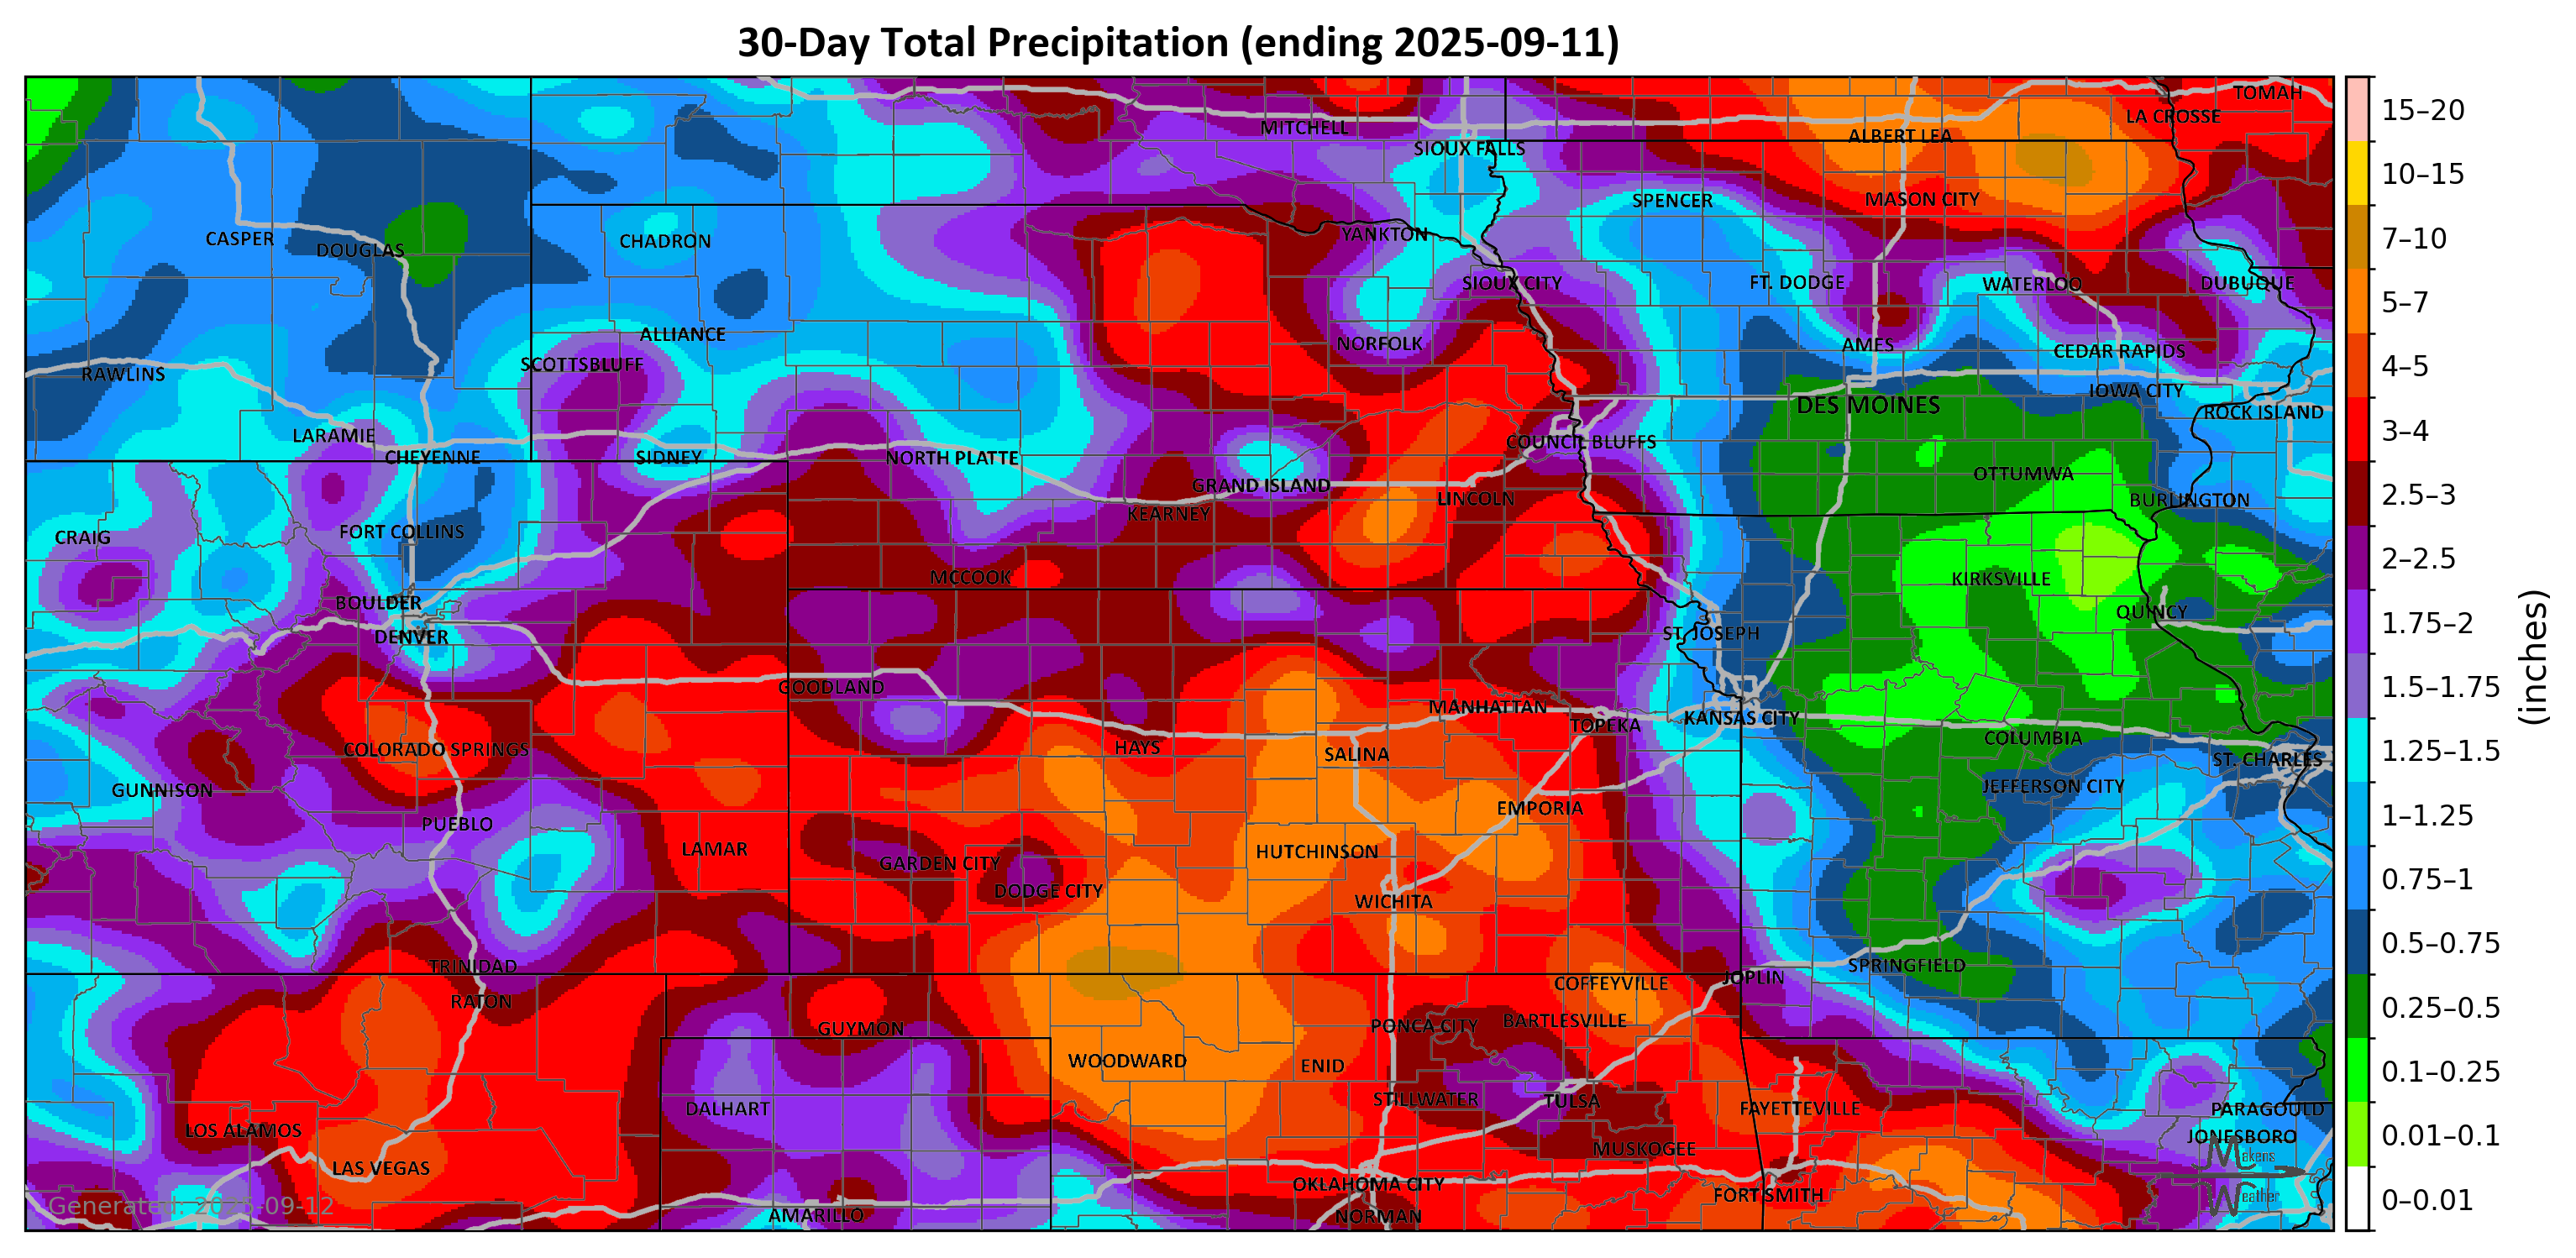 30-Day Total Precipitation (ending 2025-09-11)
TOMAH
LA CROSSE
MITCHELL
ALBERT LEA
SIOUX FALLS
SPENCER
MASON CITY
CASPER
DOUGLAS
CHADRON
YANKTON
SIOUX CITY
FT. DODGE
WATERLOO
DUBUQUE
ALLIANCE
NORFOLK
AMES
CEDAR RAPIDS
SCOTTSBLUFF
RAWLINS
IOWA CITY
DES MOINES
ROCK ISLAND
LARAMIE
COUNCIL BLUFFS
CHEYENNE
SIDNEY
NORTH PLATTE
OTTUMWA
GRAND ISLAND
LINCOLN
BURLINGTON
KEARNEY
CRAIG
FORT COLLINS
MCCOOK
KIRKSVILLE
BOULDER
QUINCY
DENVER
ST. JOSEPH
GOODLAND
MANHATTAN
TOPEKA
KANSAS CITY
COLUMBIA
COLORADO SPRINGS
HAYS
SALINA
ST. CHARLES
GUNNISON
JEFFERSON CITY
EMPORIA
PUEBLO
LAMAR
HUTCHINSON
GARDEN CITY
DODGE CITY
WICHITA
TRINIDAD
SPRINGFIELD
JOPLIN
COFFEYVILLE
RATON
GUYMON
PONCA CITY
BARTLESVILLE
WOODWARD
ENID
STILLWATER
TULSA
DALHART
FAYETTEVILLE
PARAGOULD
LOS ALAMOS
JONESBORO
MUSKOGEE
LAS VEGAS
OKLAHOMA CITY
FORT SMITH
AMARILLO
NORMAN
Generated: 2025-09-12
Makens
Weather
15–20
10–15
7–10
5–7
4–5
3–4
2.5–3
2–2.5
1.75–2
1.5–1.75
1.25–1.5
1–1.25
0.75–1
0.5–0.75
0.25–0.5
0.1–0.25
0.01–0.1
0–0.01
(inches)